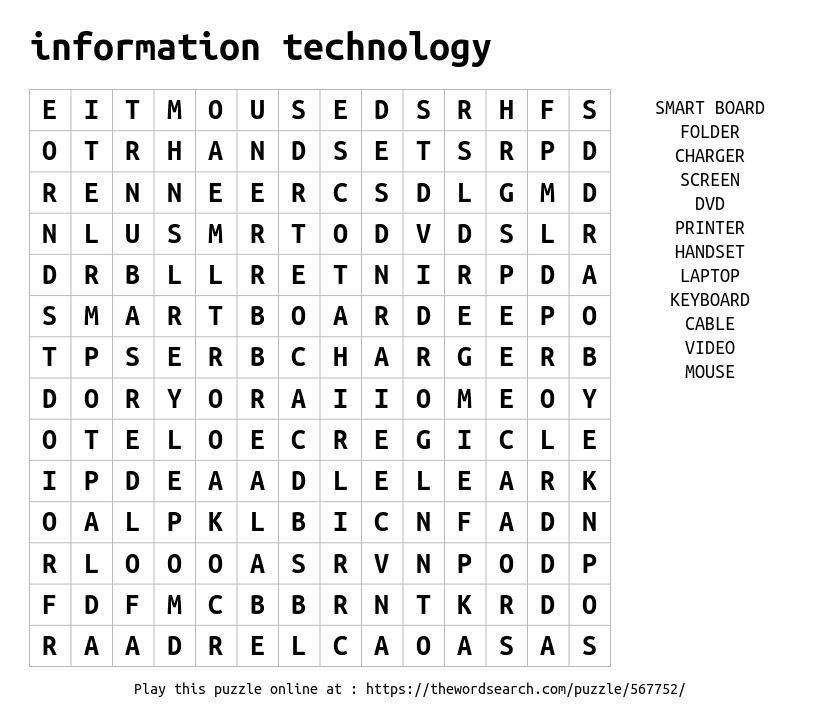 information technology
E I T M O U S E D S R H F S
O T R H A N D S E T S R P D
R E N N E E R C S D L G M D
N L U S M R T O D V D S L R
D R B L L R E T N I R P D A
S M A R T B O A R D E E P O
T P S E R B C H A R G E R B
D O R Y O R A I I O M E O Y
O T E L O E C R E G I C L E
I P D E A A D L E L E A R K
O A L P K L B I C N F A D N
R L O O O A S R V N P O D P
F D F M C B B R N T K R D O
R A A D R E L C A O A S A S
SMART BOARD
FOLDER
CHARGER
SCREEN
DVD
PRINTER
HANDSET
LAPTOP
KEYBOARD
CABLE
VIDEO
MOUSE
Play this puzzle online at : https://thewordsearch.com/puzzle/567752/